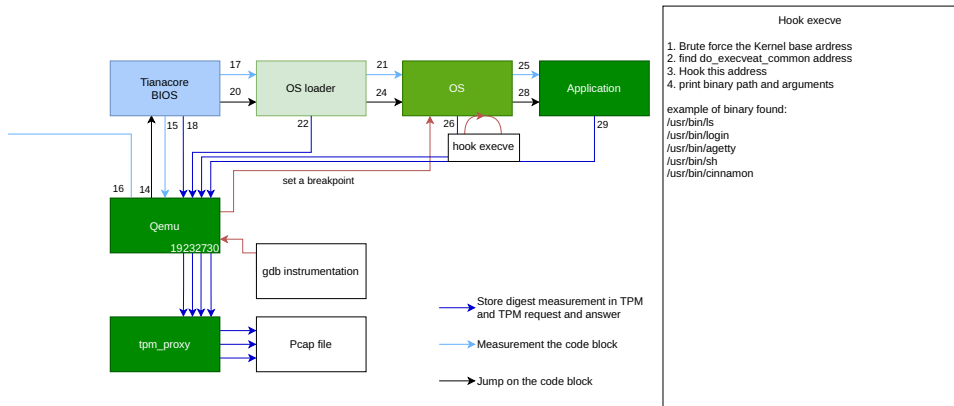 Hook execve
1. Brute force the Kernel base ardress
2. find do_execveat_common address
3. Hook this address
4. print binary path and arguments
example of binary found:
/usr/bin/ls
/usr/bin/login
/usr/bin/agetty
/usr/bin/sh
/usr/bin/cinnamon
17
21
25
Tianacore
BIOS
OS loader
OS
Application
20
24
28
15
18
22
26
29
hook execve
set a breakpoint
16
14
Qemu
19232730
gdb instrumentation
tpm_proxy
Pcap file
Store digest measurement in TPM
and TPM request and answer
Measurement the code block
Jump on the code block